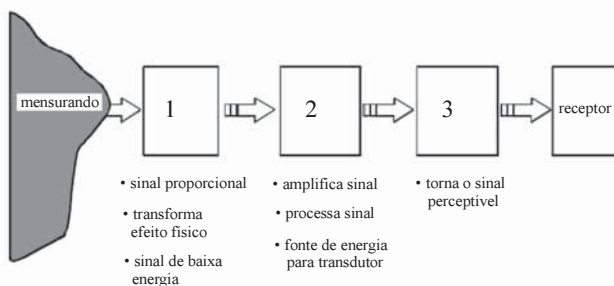 mensurando
1
2
3
receptor
• sinal proporcional
• transforma
efeito físico
• sinal de baixa
energia
• amplifica sinal
• processa sinal
• fonte de energia
para transdutor
• torna o sinal
perceptível